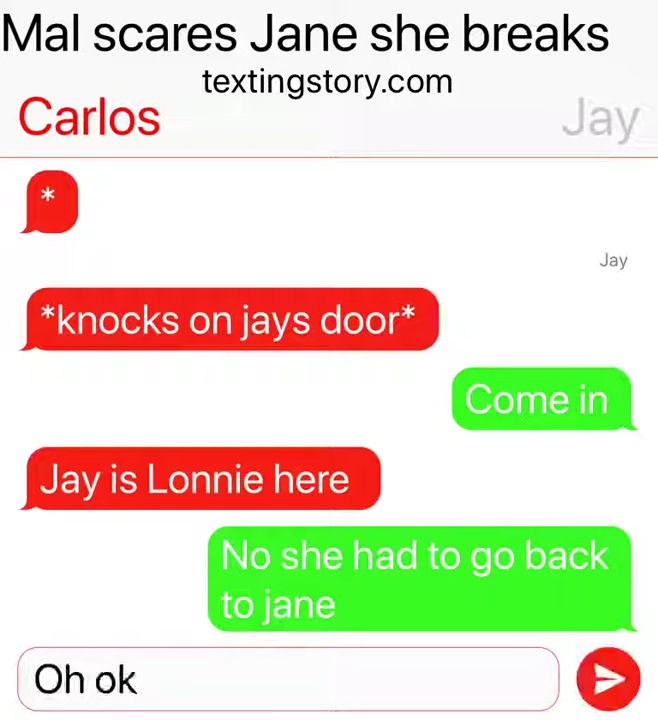 Mal scares Jane she breaks
textingstory.com
Carlos
Jay
*
Jay
*knocks on jays door*
Come in
Jay is Lonnie here
No she had to go back
to jane
Oh ok